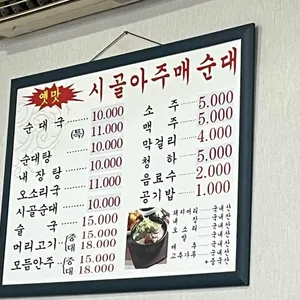 옛맛 시골아주매 순대
순대국 10.000
(특) 11.000
순대탕 10.000
내장탕 10.000
오소리국 11.000
시골순대 10.000
술국 15.000
머리고기 중 15.000
대 18.000
모듬안주 중 15.000
대 18.000
소주 5.000
맥주 5.000
막걸리 4.000
청하 5.000
음료수 2.000
공기밥 1.000